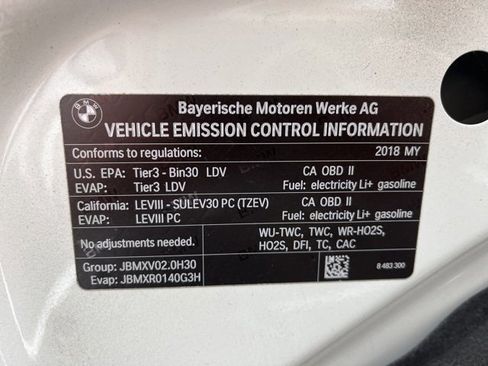 BMW
Bayerische Motoren Werke AG
VEHICLE EMISSION CONTROL INFORMATION
Conforms to regulations: 2018 MY
U.S. EPA: Tier3 - Bin30 LDV CA OBD II
EVAP: Tier3 LDV Fuel: electricity Li+ gasoline
California: LEVIII - SULEV30 PC (TZEV) CA OBD II
EVAP: LEVIII PC Fuel: electricity Li+ gasoline
No adjustments needed. WU-TWC, TWC, WR-HO2S,
HO2S, DFI, TC, CAC
Group: JBMXV02.0H30
Evap: JBMXR0140G3H 8 483 300